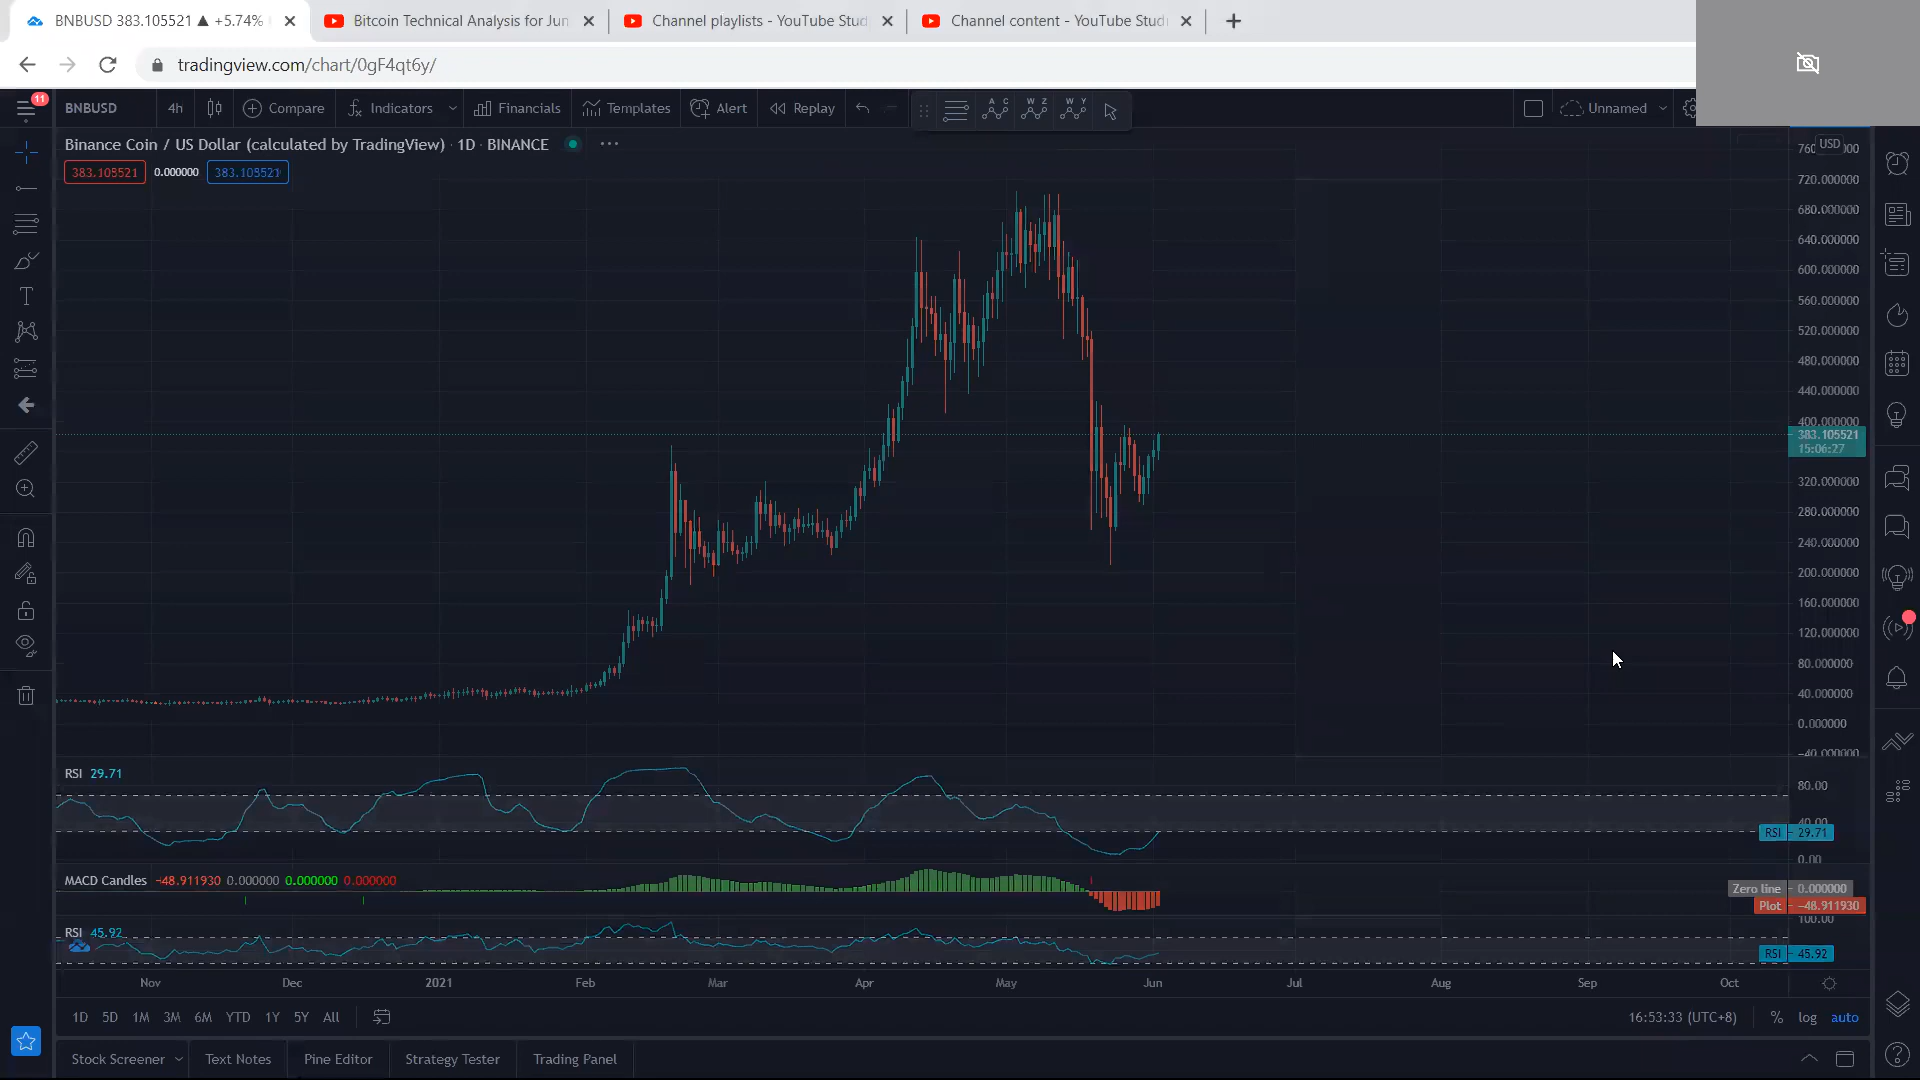 BNBUSD 383.105521 ▲ +5.74%
Bitcoin Technical Analysis for Jun
Channel playlists - YouTube Stud
Channel content - YouTube Studi
tradingview.com/chart/0gF4qt6y/
11
BNBUSD
4h
Compare
Indicators
Financials
Templates
Alert
Replay
A C
W Z
W Y
Unnamed
Binance Coin / US Dollar (calculated by TradingView) · 1D · BINANCE
383.105521
0.000000
383.105521
USD
720.000000
680.000000
640.000000
600.000000
560.000000
520.000000
480.000000
440.000000
400.000000
383.105521
15:06:27
320.000000
280.000000
240.000000
200.000000
160.000000
120.000000
80.000000
40.000000
0.000000
−40.000000
RSI 29.71
80.00
40.00
RSI 29.71
0.00
MACD Candles −48.911930 0.000000 0.000000 0.000000
Zero line 0.000000
Plot −48.911930
100.00
RSI 45.92
RSI 45.92
Nov Dec 2021 Feb Mar Apr May Jun Jul Aug Sep Oct
1D 5D 1M 3M 6M YTD 1Y 5Y All
16:53:33 (UTC+8)
% log auto
Stock Screener
Text Notes
Pine Editor
Strategy Tester
Trading Panel